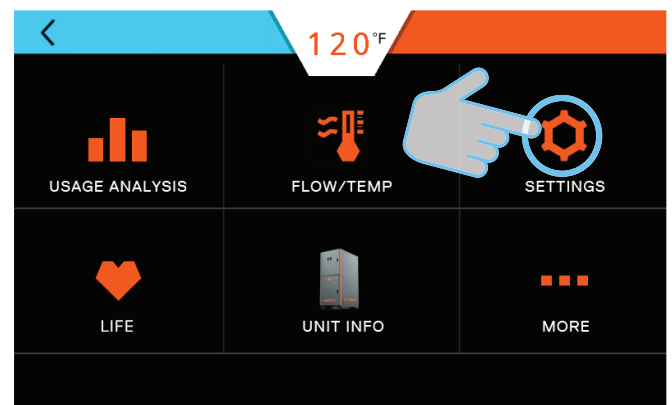 120°F
USAGE ANALYSIS
FLOW/TEMP
SETTINGS
LIFE
UNIT INFO
MORE